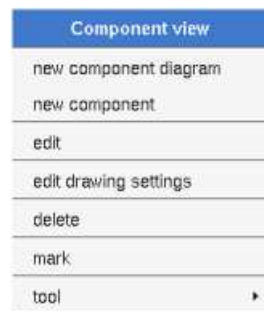 Component view
new component diagram
new component
edit
edit drawing settings
delete
mark
tool